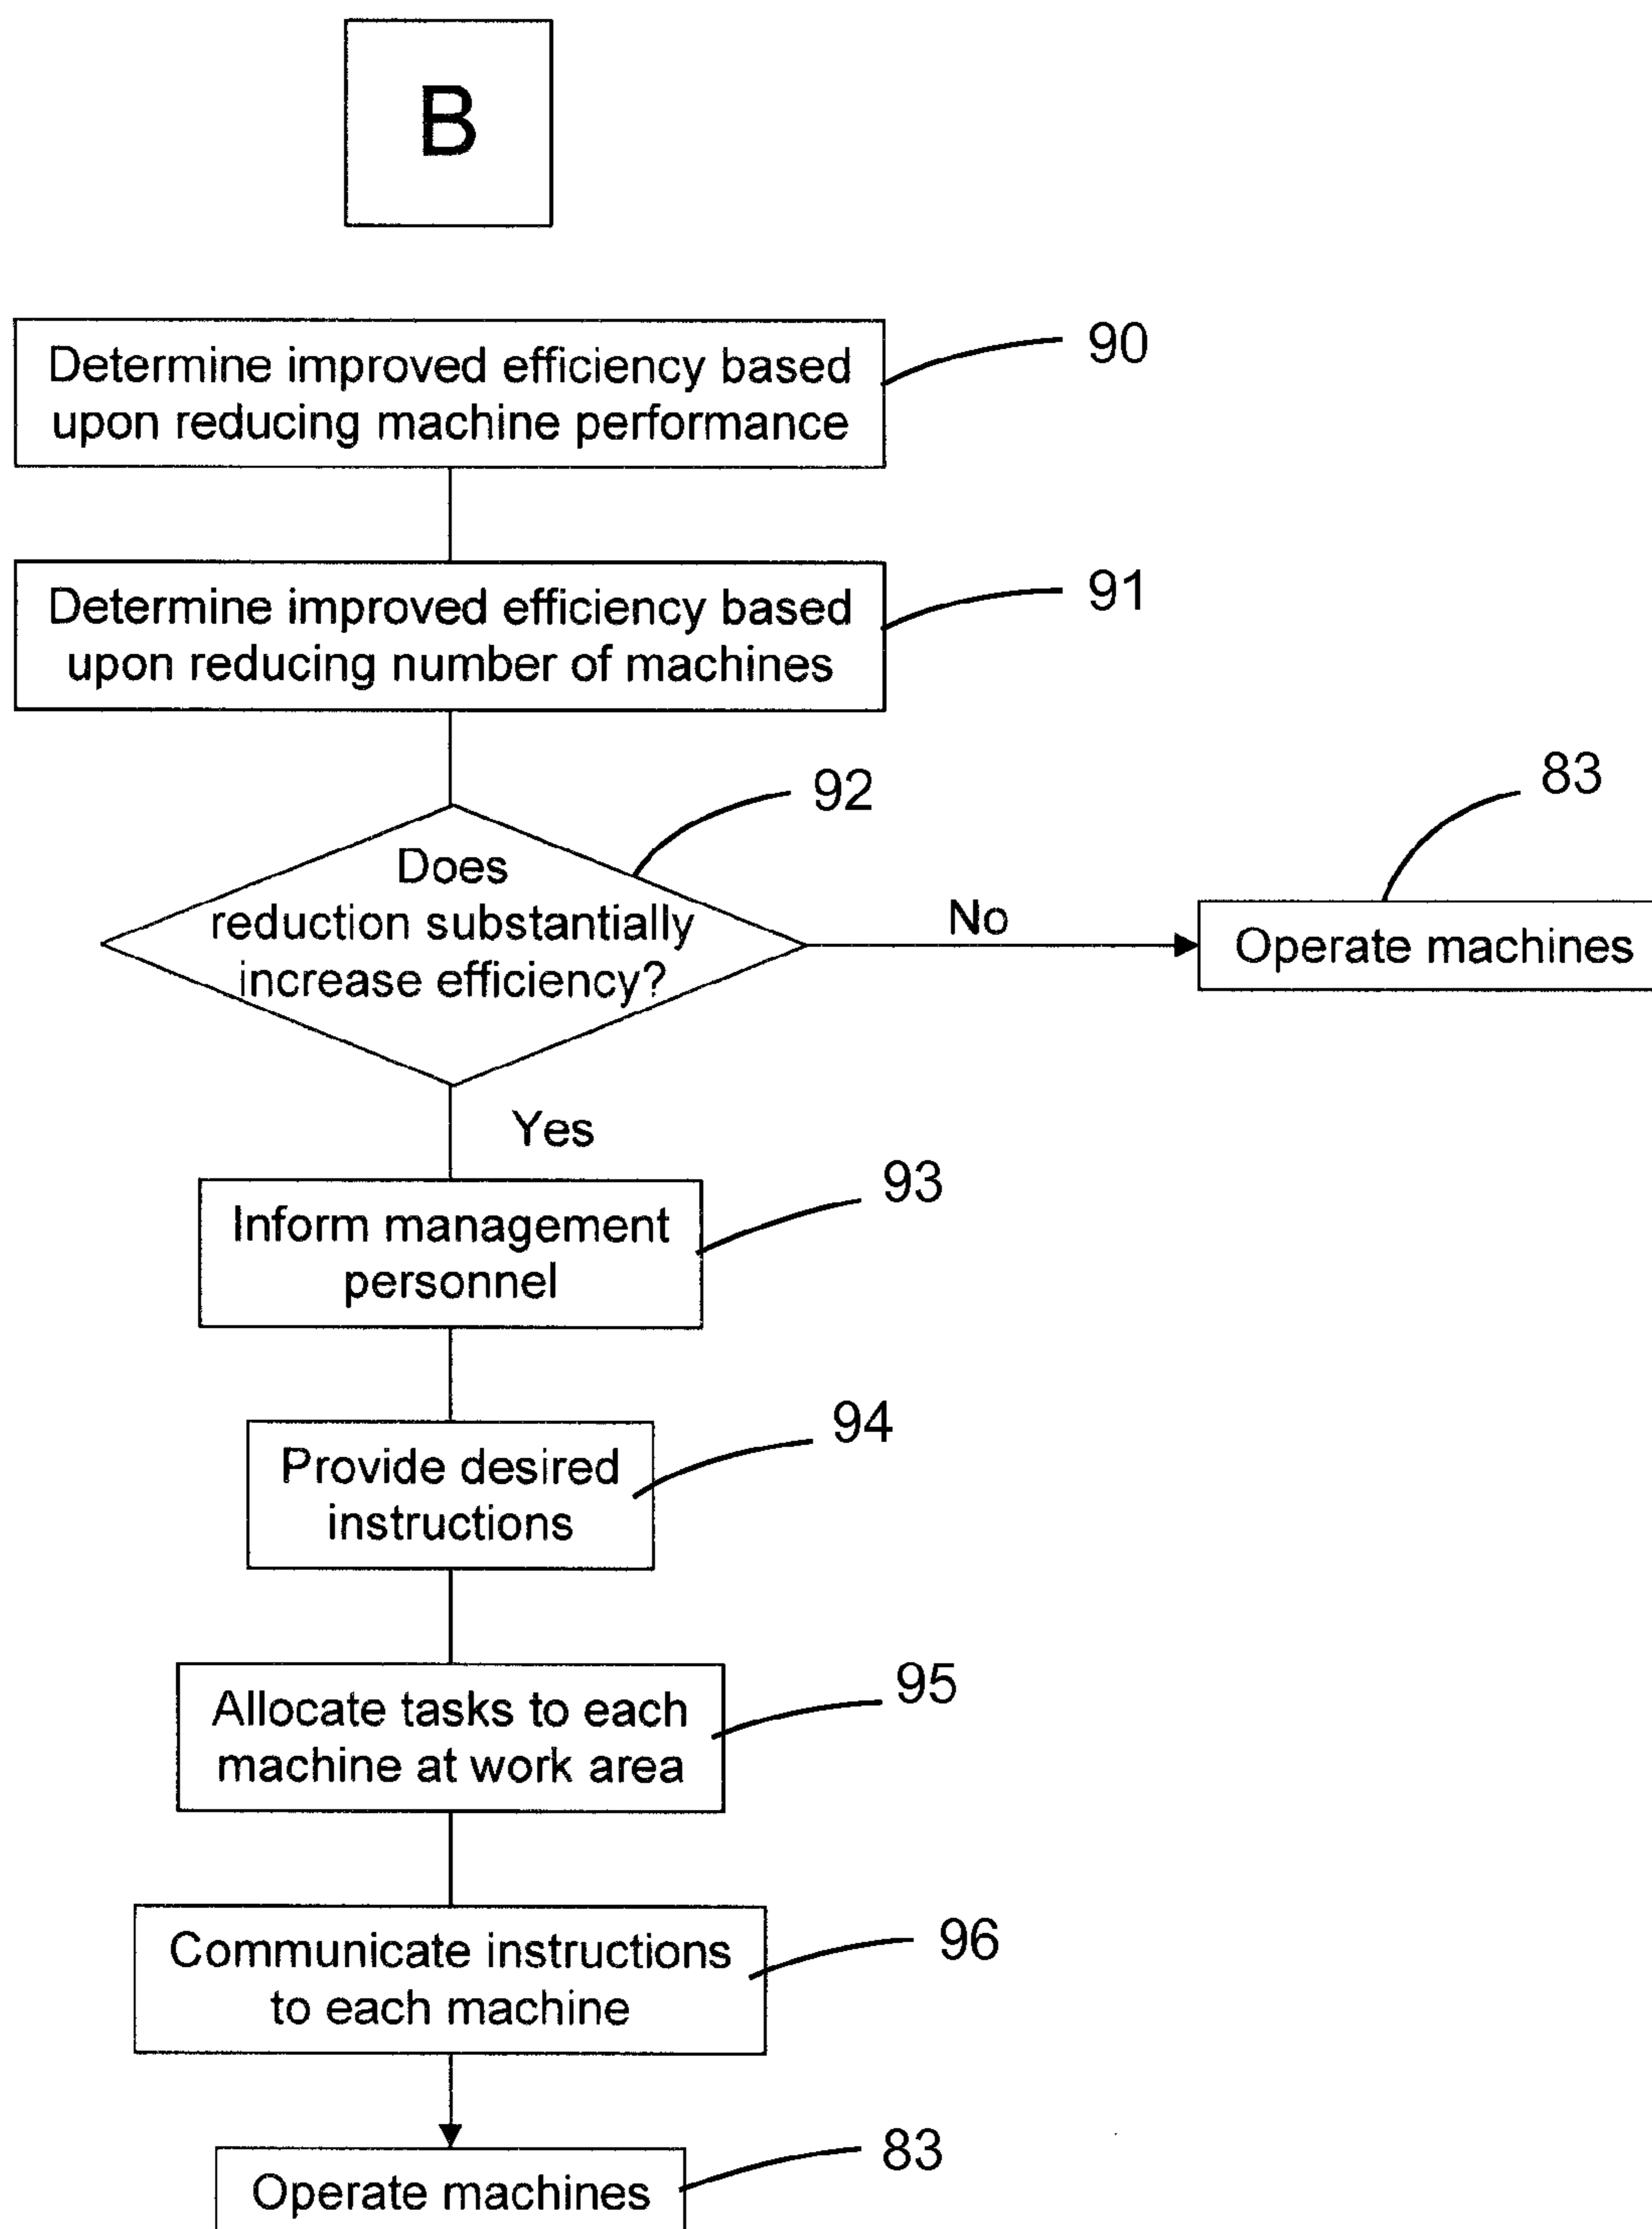 B
Determine improved efficiency based
upon reducing machine performance
90
Determine improved efficiency based
upon reducing number of machines
91
92
Does
reduction substantially
increase efficiency?
No
83
Operate machines
Yes
Inform management
personnel
93
Provide desired
instructions
94
Allocate tasks to each
machine at work area
95
Communicate instructions
to each machine
96
Operate machines
83